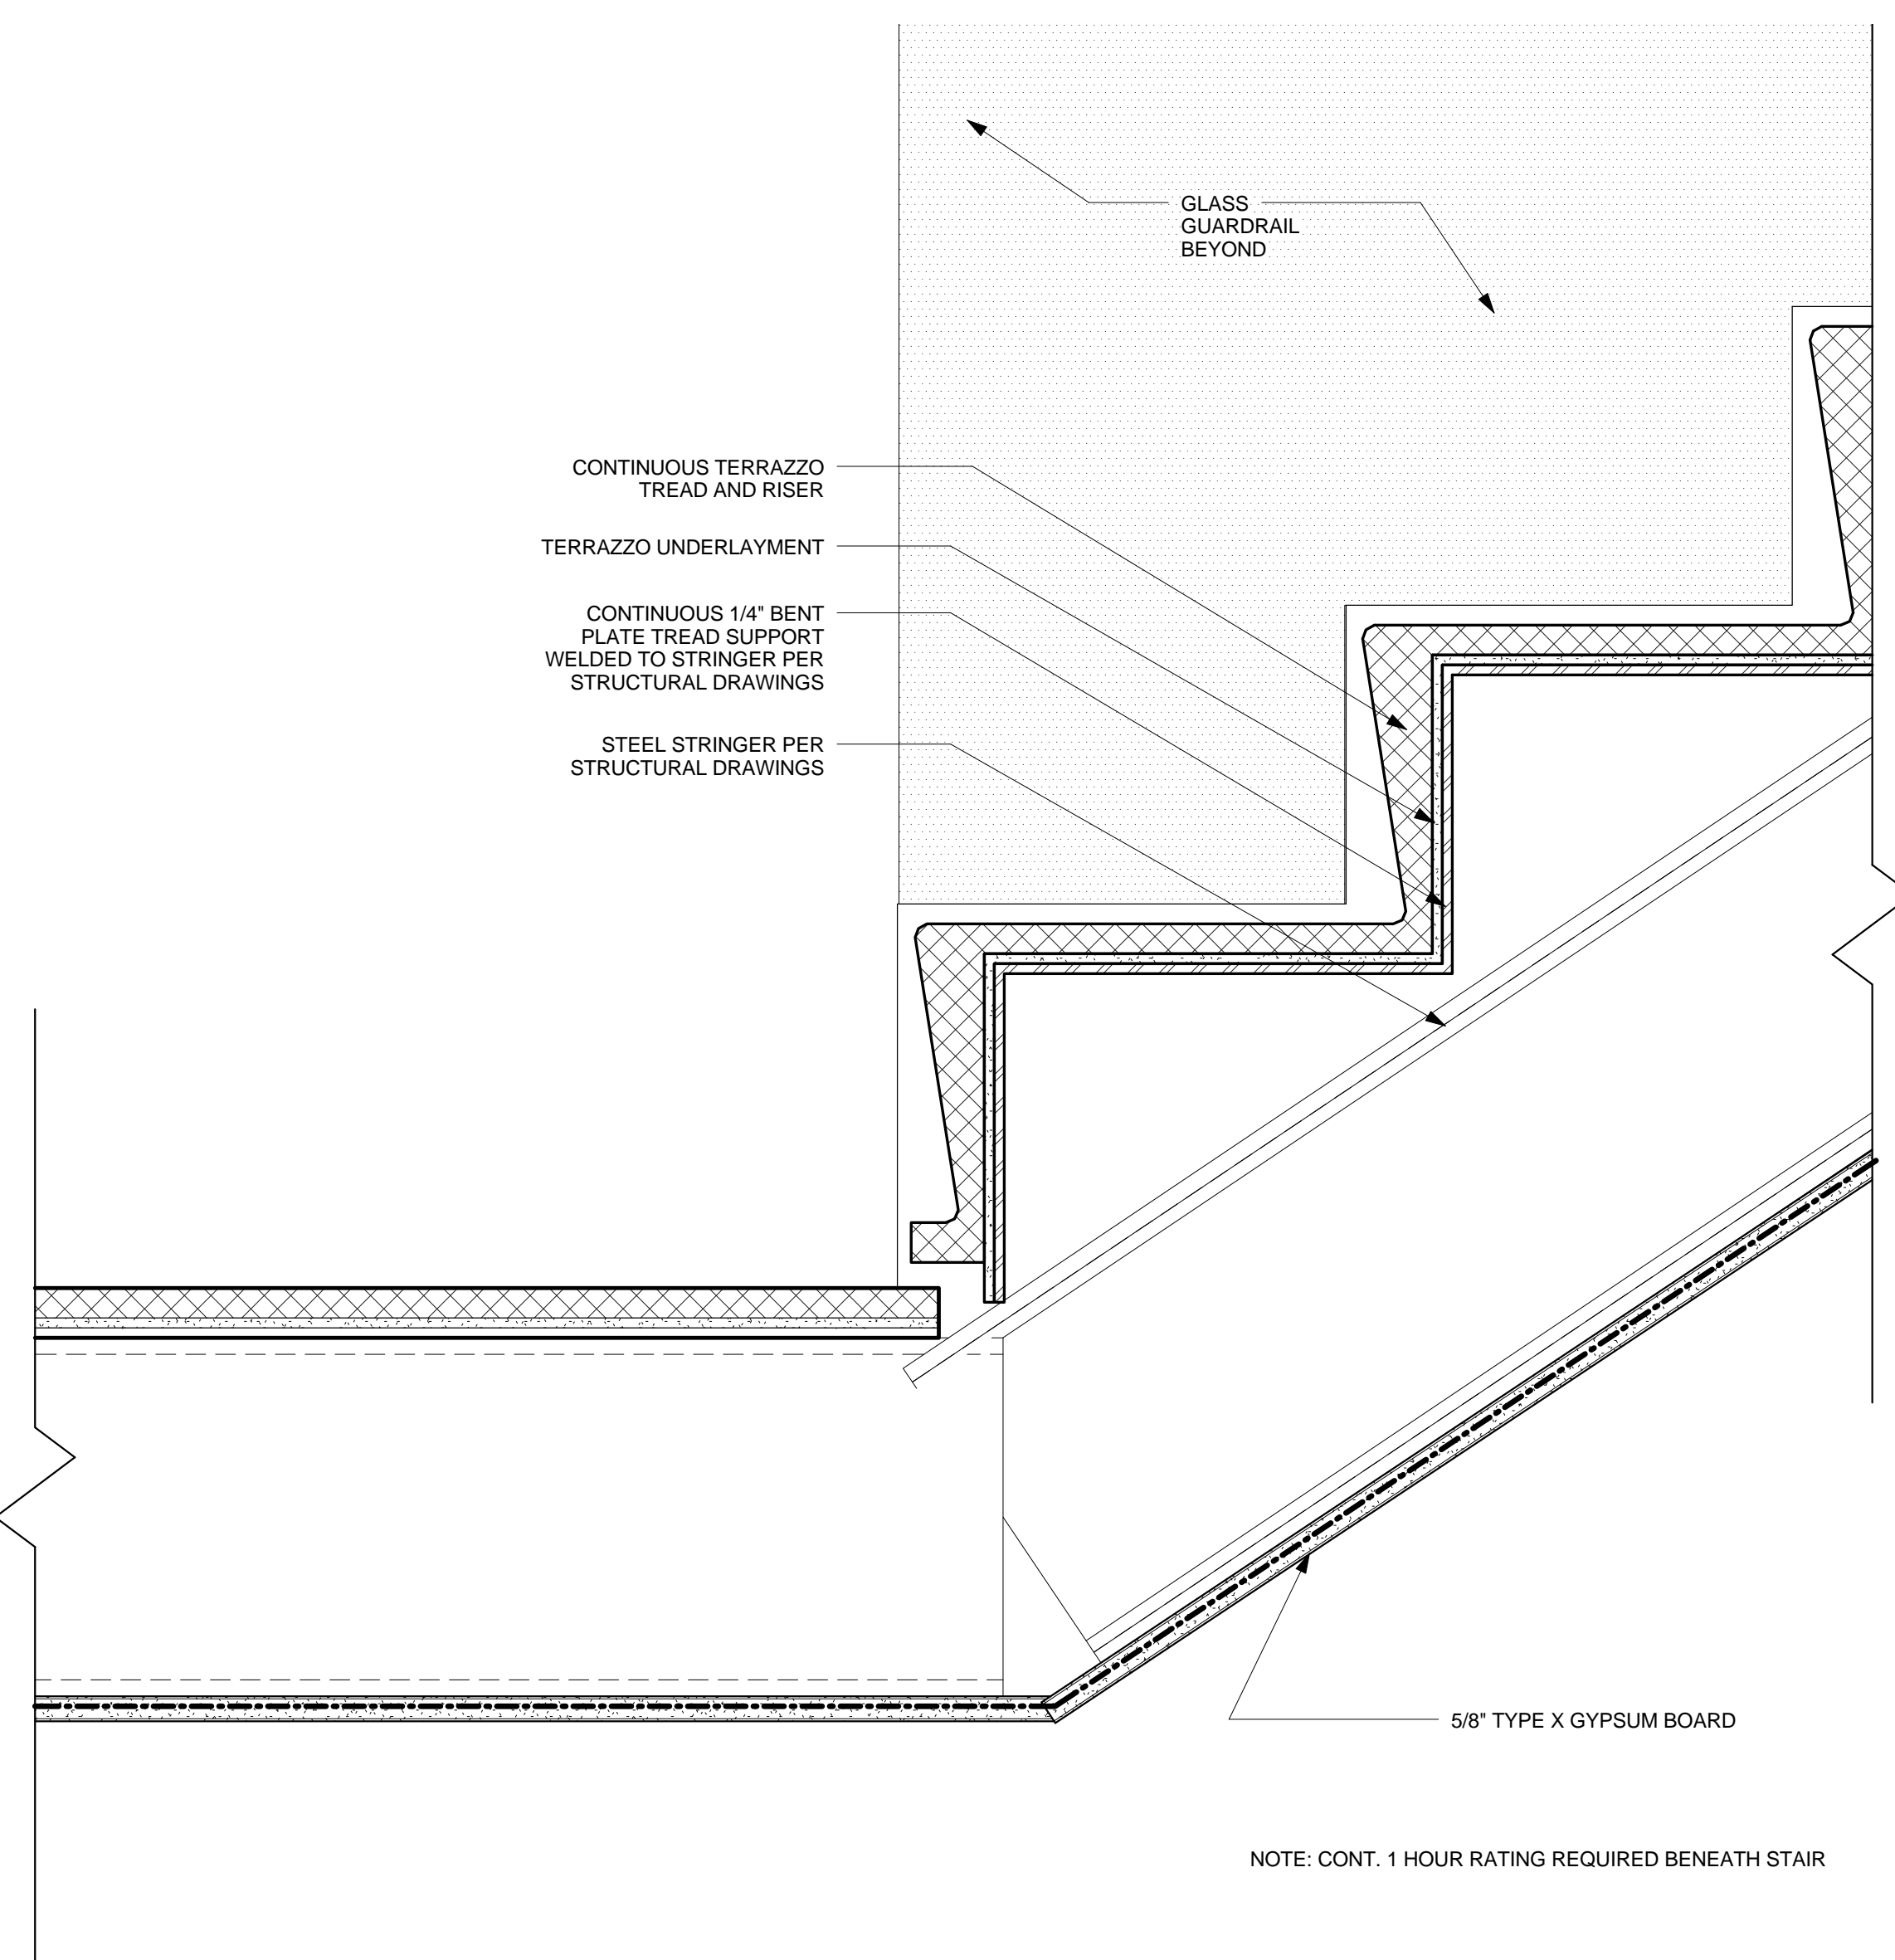 GLASS
GUARDRAIL
BEYOND
CONTINUOUS TERRAZZO
TREAD AND RISER
TERRAZZO UNDERLAYMENT
CONTINUOUS 1/4" BENT
PLATE TREAD SUPPORT
WELDED TO STRINGER PER
STRUCTURAL DRAWINGS
STEEL STRINGER PER
STRUCTURAL DRAWINGS
5/8" TYPE X GYPSUM BOARD
NOTE: CONT. 1 HOUR RATING REQUIRED BENEATH STAIR